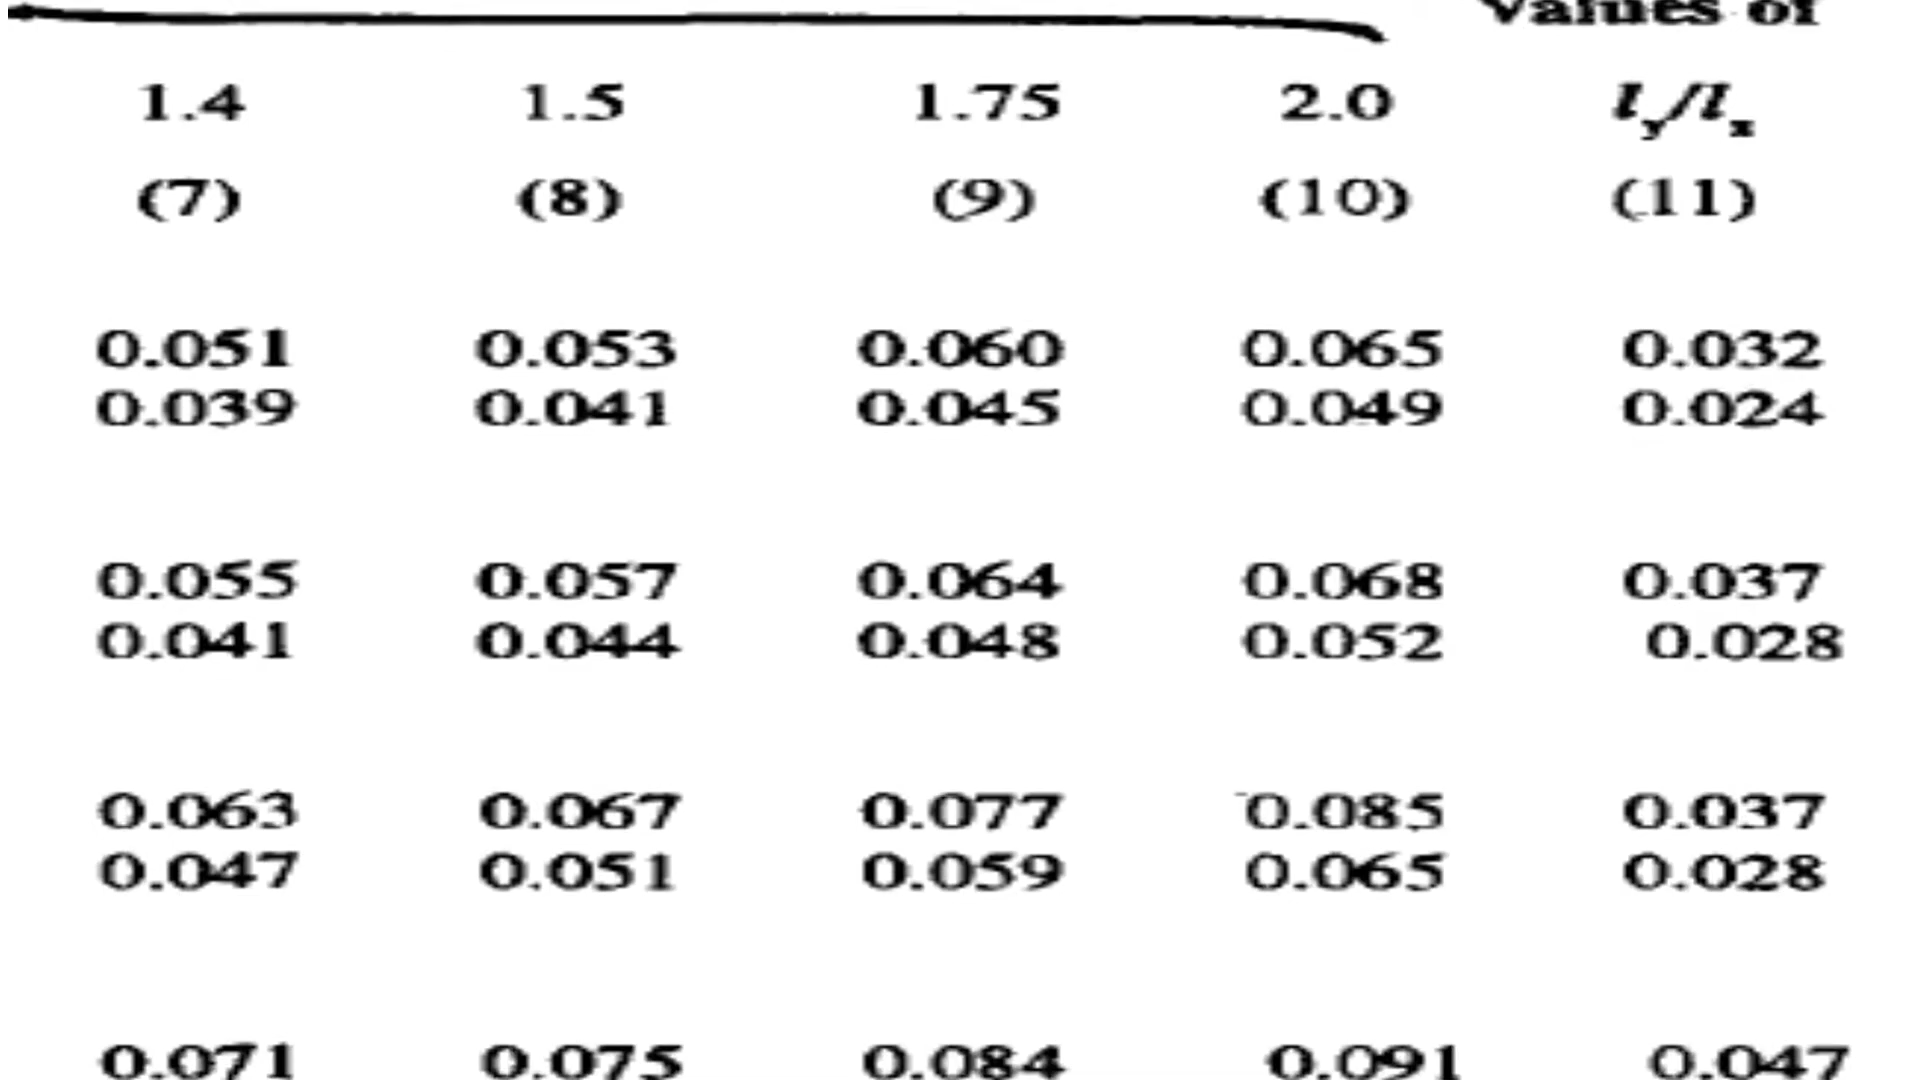 Values of
1.4 1.5 1.75 2.0 ly/lx
(7) (8) (9) (10) (11)
0.051 0.053 0.060 0.065 0.032
0.039 0.041 0.045 0.049 0.024
0.055 0.057 0.064 0.068 0.037
0.041 0.044 0.048 0.052 0.028
0.063 0.067 0.077 0.085 0.037
0.047 0.051 0.059 0.065 0.028
0.071 0.075 0.084 0.091 0.047